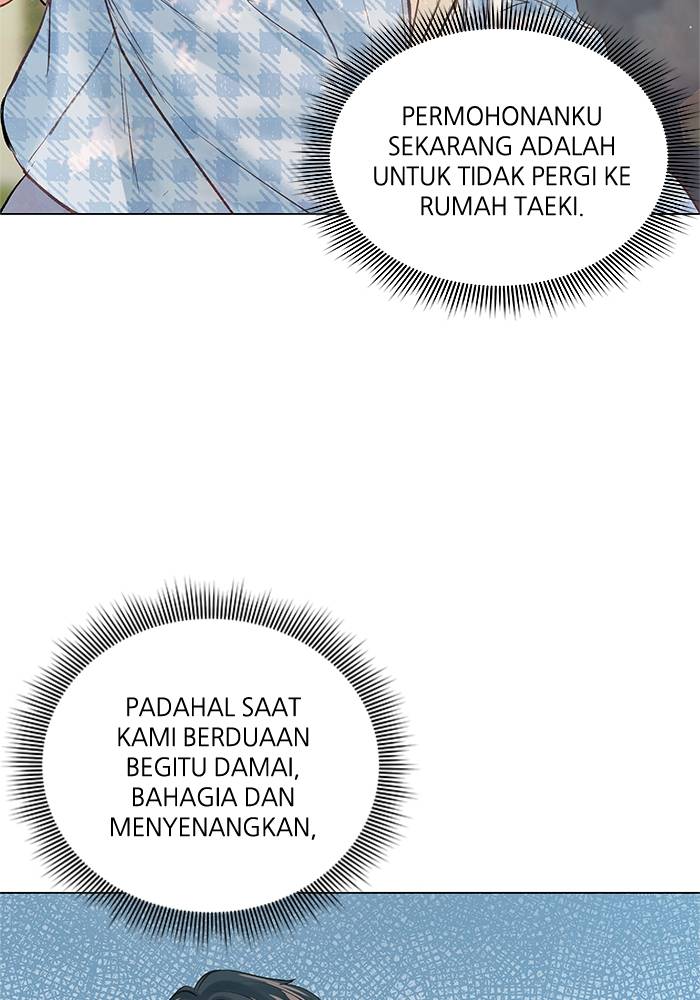 PERMOHONANKU
SEKARANG ADALAH
UNTUK TIDAK PERGI KE
RUMAH TAEKI.
PADAHAL SAAT
KAMI BERDUAAN
BEGITU DAMAI,
BAHAGIA DAN
MENYENANGKAN,